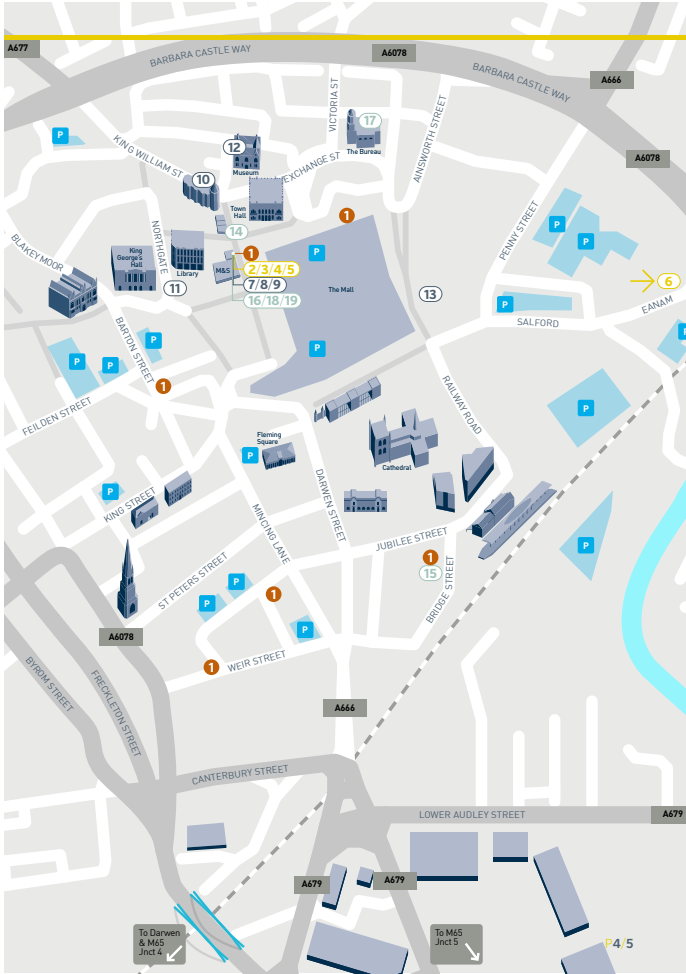 A677
BARBARA CASTLE WAY
A6078
BARBARA CASTLE WAY
A666
A6078
P
KING WILLIAM ST
12
Museum
VICTORIA ST
17
The Bureau
EXCHANGE ST
AINSWORTH STREET
10
Town
Hall
14
1
PENNY STREET
P
P
BLAKEY MOOR
King
George's
Hall
NORTHGATE
Library
11
M&S
1
2/3/4/5
7/8/9
16/18/19
P
The Mall
P
13
6
EANAM
P
SALFORD
P
BARTON STREET
P
P
P
1
FEILDEN STREET
RAILWAY ROAD
P
Fleming
Square
P
Cathedral
DARWEN STREET
P
KING STREET
MINCING LANE
JUBILEE STREET
1
15
BRIDGE STREET
P
ST PETERS STREET
P
P
1
P
A6078
WEIR STREET
1
BYROM STREET
FRECKLETON STREET
A666
CANTERBURY STREET
LOWER AUDLEY STREET
A679
A679
A679
To Darwen
& M65
Jnct 4
To M65
Jnct 5
P4/5